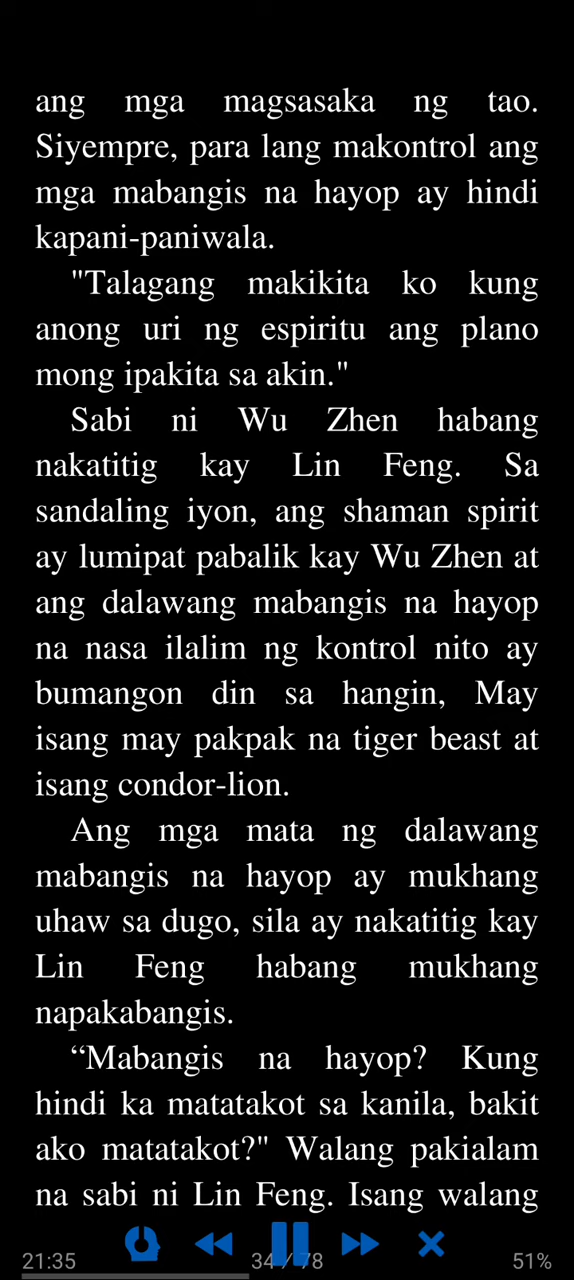 ang mga magsasaka ng tao.
Siyempre, para lang makontrol ang
mga mabangis na hayop ay hindi
kapani-paniwala.
"Talagang makikita ko kung
anong uri ng espiritu ang plano
mong ipakita sa akin."
Sabi ni Wu Zhen habang
nakatitig kay Lin Feng. Sa
sandaling iyon, ang shaman spirit
ay lumipat pabalik kay Wu Zhen at
ang dalawang mabangis na hayop
na nasa ilalim ng kontrol nito ay
bumangon din sa hangin, May
isang may pakpak na tiger beast at
isang condor-lion.
Ang mga mata ng dalawang
mabangis na hayop ay mukhang
uhaw sa dugo, sila ay nakatitig kay
Lin Feng habang mukhang
napakabangis.
“Mabangis na hayop? Kung
hindi ka matatakot sa kanila, bakit
ako matatakot?" Walang pakialam
na sabi ni Lin Feng. Isang walang
21:35 34 / 78 51%